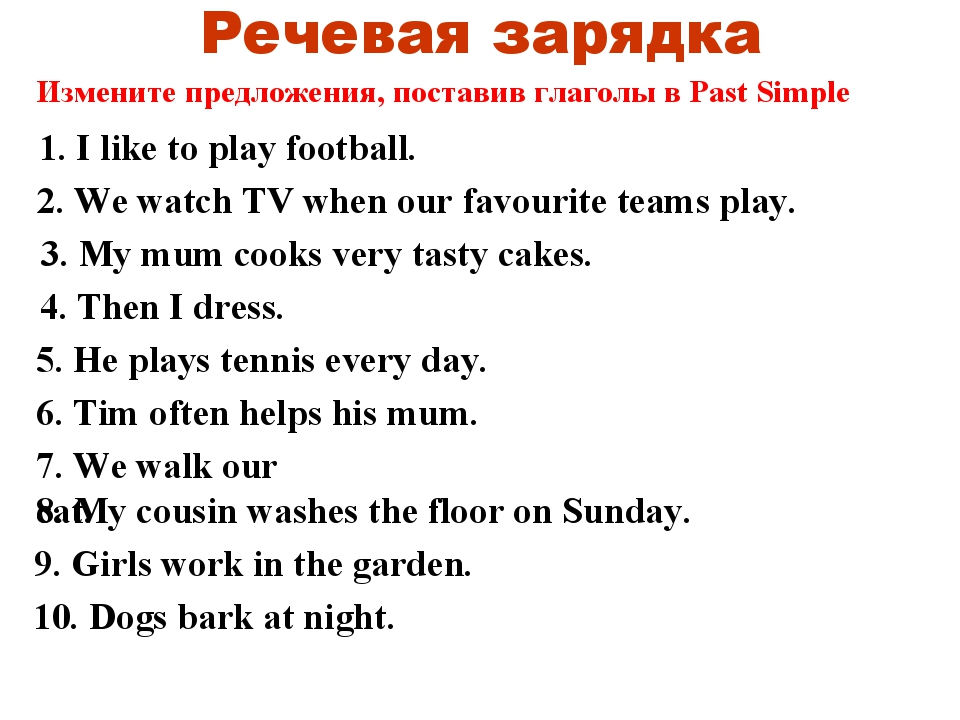 Речевая зарядка
Измените предложения, поставив глаголы в Past Simple
1. I like to play football.
2. We watch TV when our favourite teams play.
3. My mum cooks very tasty cakes.
4. Then I dress.
5. He plays tennis every day.
6. Tim often helps his mum.
7. We walk our
cat.
8. My cousin washes the floor on Sunday.
9. Girls work in the garden.
10. Dogs bark at night.